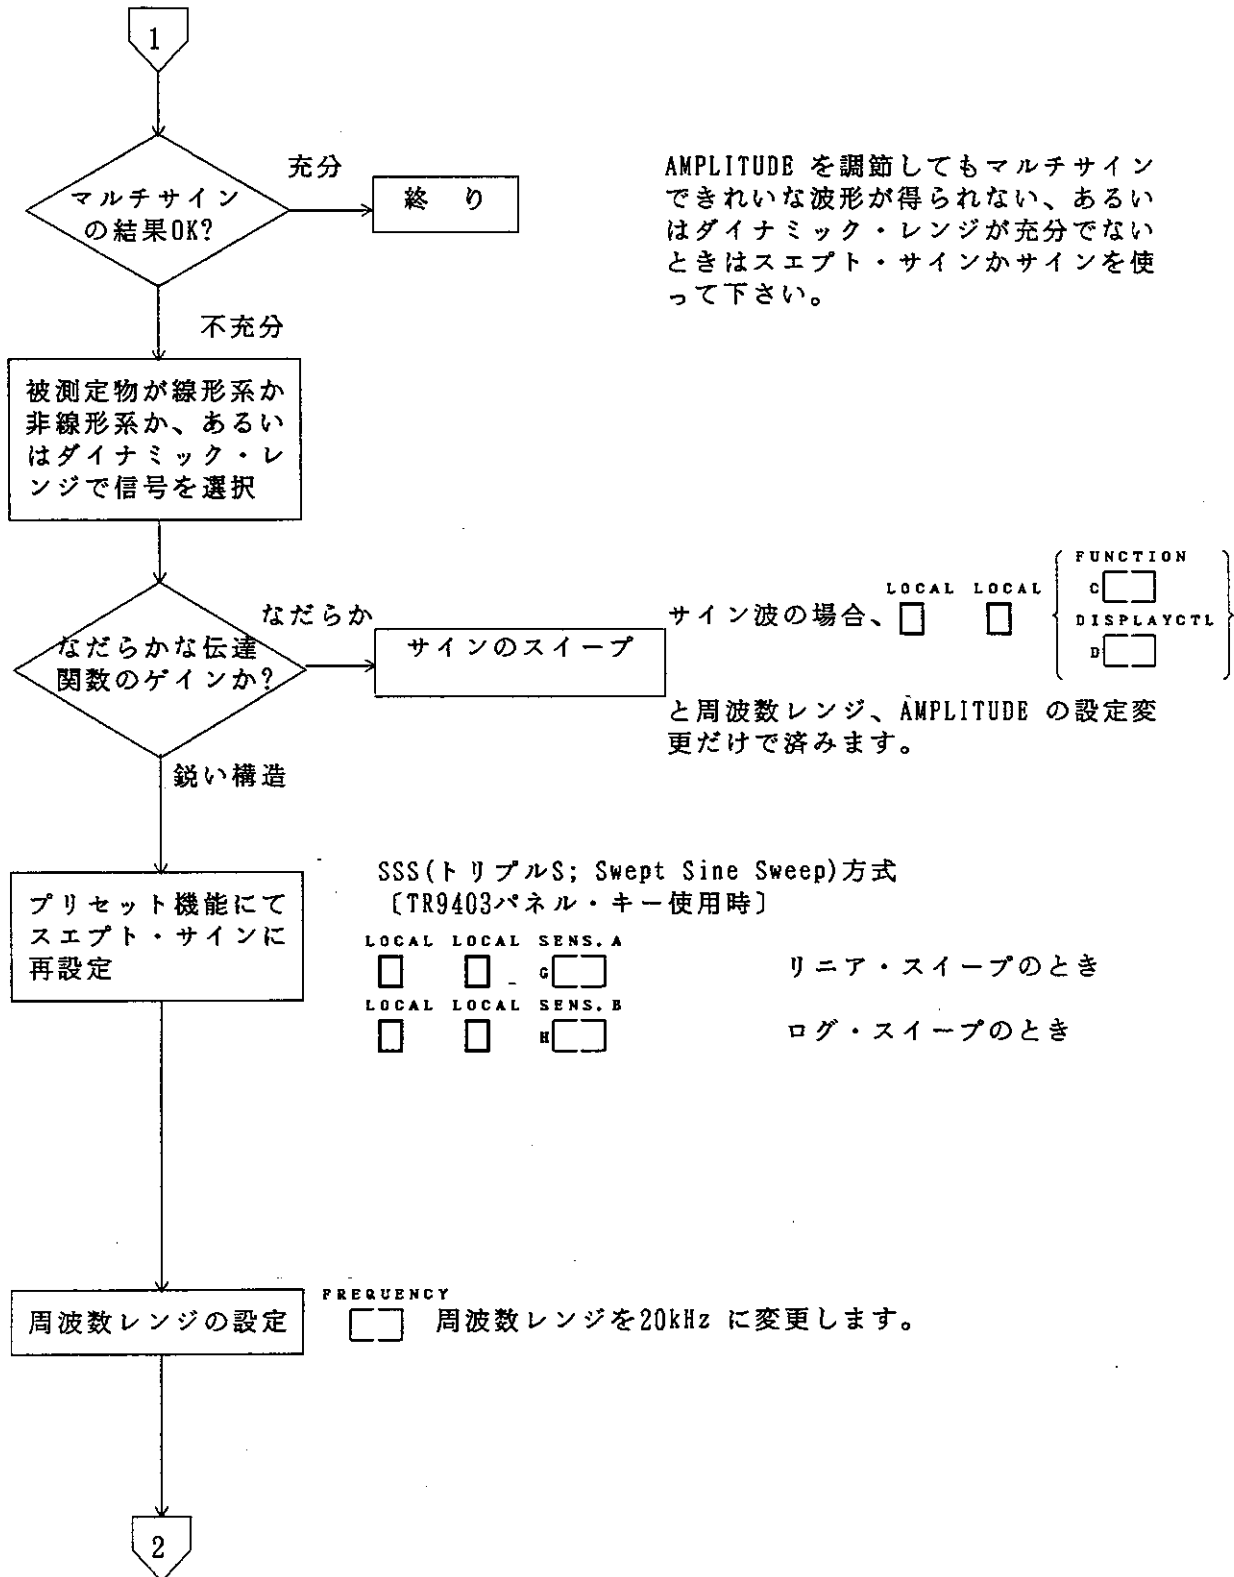 1
マルチサイン
の結果OK?
充分
終 り
AMPLITUDE を調節してもマルチサイン
できれいな波形が得られない、あるい
はダイナミック・レンジが充分でない
ときはスエプト・サインかサインを使
って下さい。
不充分
被測定物が線形系か
非線形系か、あるい
はダイナミック・レ
ンジで信号を選択
なだらかな伝達
関数のゲインか?
なだらか
サインのスイープ
サイン波の場合、
LOCAL LOCAL
FUNCTION
C
DISPLAYCTL
D
と周波数レンジ、AMPLITUDE の設定変
更だけで済みます。
鋭い構造
プリセット機能にて
スエプト・サインに
再設定
SSS(トリプルS; Swept Sine Sweep)方式
〔TR9403パネル・キー使用時〕
LOCAL LOCAL SENS.A
G
リニア・スイープのとき
LOCAL LOCAL SENS.B
H
ログ・スイープのとき
周波数レンジの設定
FREQUENCY
周波数レンジを20kHz に変更します。
2